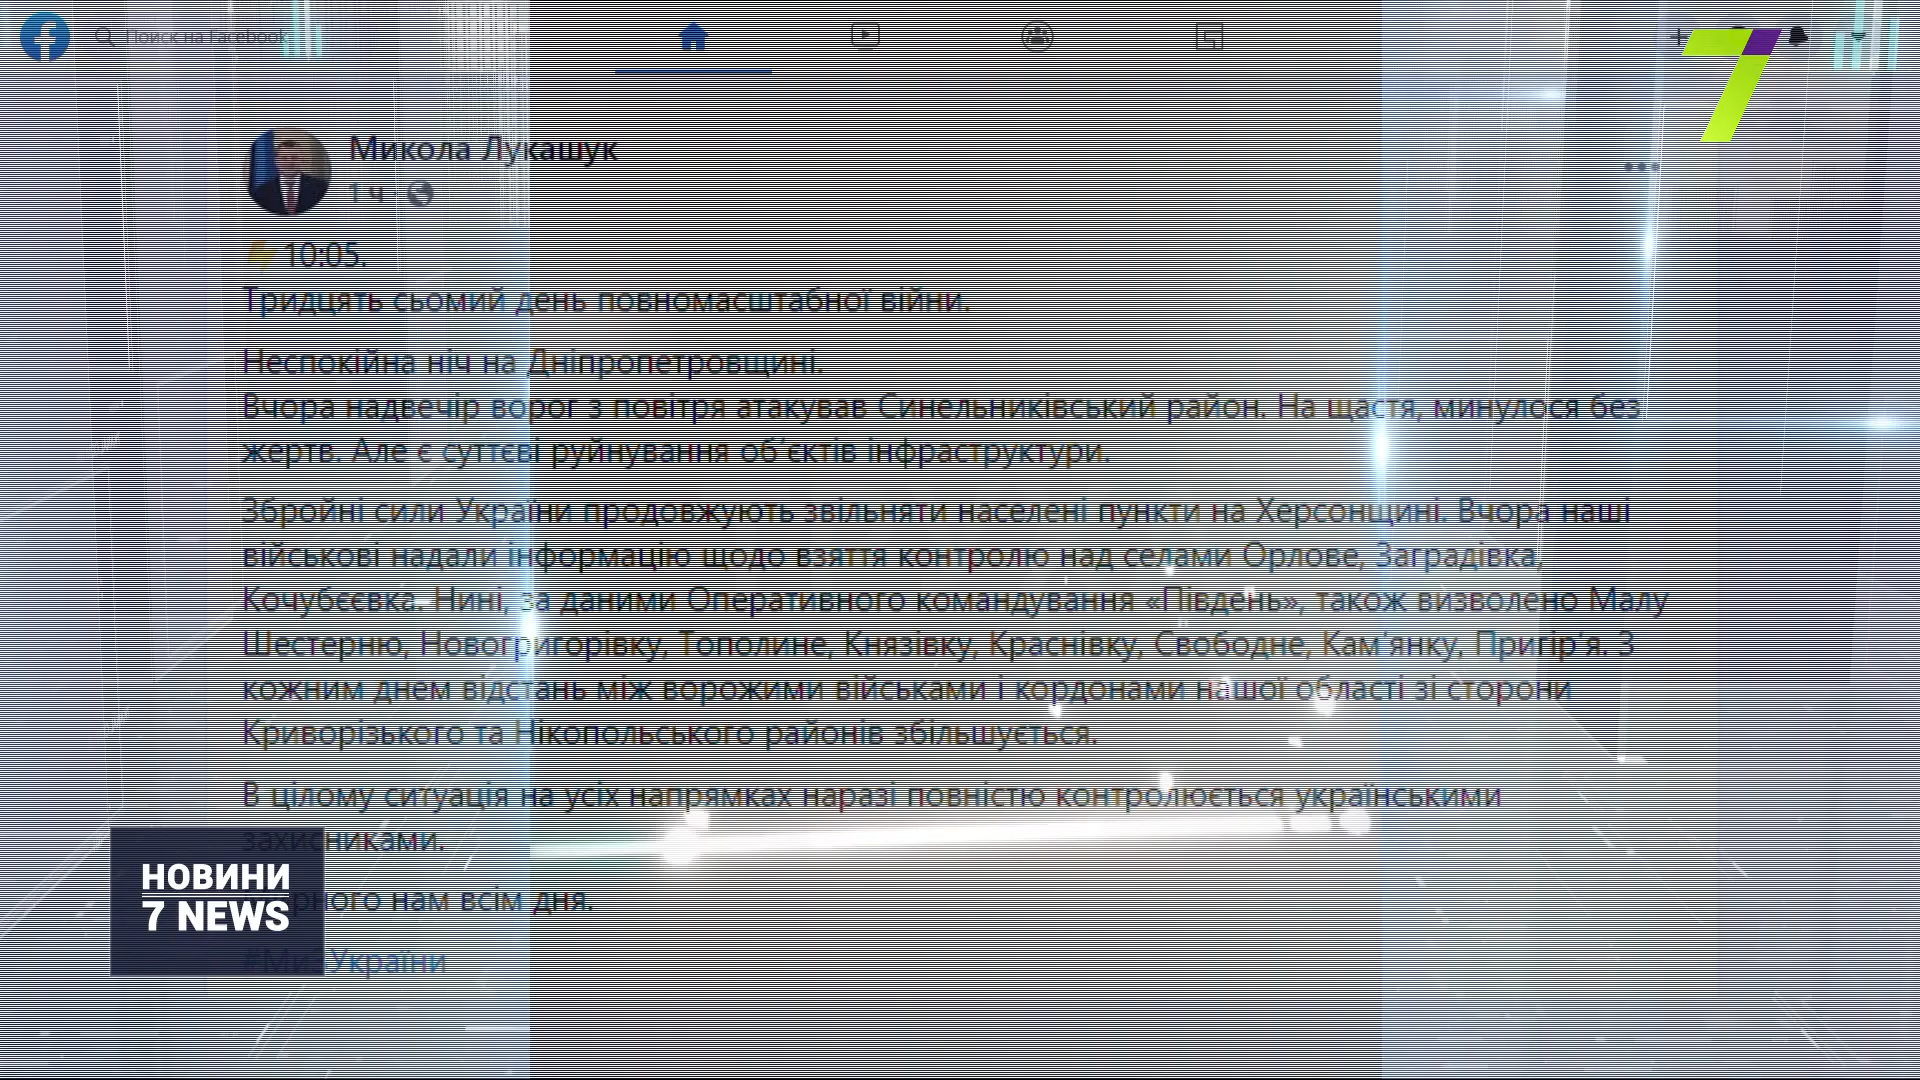 Поиск на Facebook
7
Микола Лукашук
1 ч ·
10:05.
Тридцять сьомий день повномасштабної війни.
Неспокійна ніч на Дніпропетровщині.
Вчора надвечір ворог з повітря атакував Синельниківський район. На щастя, минулося без
жертв. Але є суттєві руйнування об'єктів інфраструктури.
Збройні сили України продовжують звільняти населені пункти на Херсонщині. Вчора наші
військові надали інформацію щодо взяття контролю над селами Орлове, Заградівка,
Кочубєєвка. Нині, за даними Оперативного командування «Південь», також визволено Малу
Шестерню, Новогригорівку, Тополине, Князівку, Краснівку, Свободне, Кам'янку, Пригір'я. З
кожним днем відстань між ворожими військами і кордонами нашої області зі сторони
Криворізького та Нікопольського районів збільшується.
В цілому ситуація на усіх напрямках наразі повністю контролюється українськими
захисниками.
нам всім дня.
#МиЗУкраїни
НОВИНИ
7 NEWS